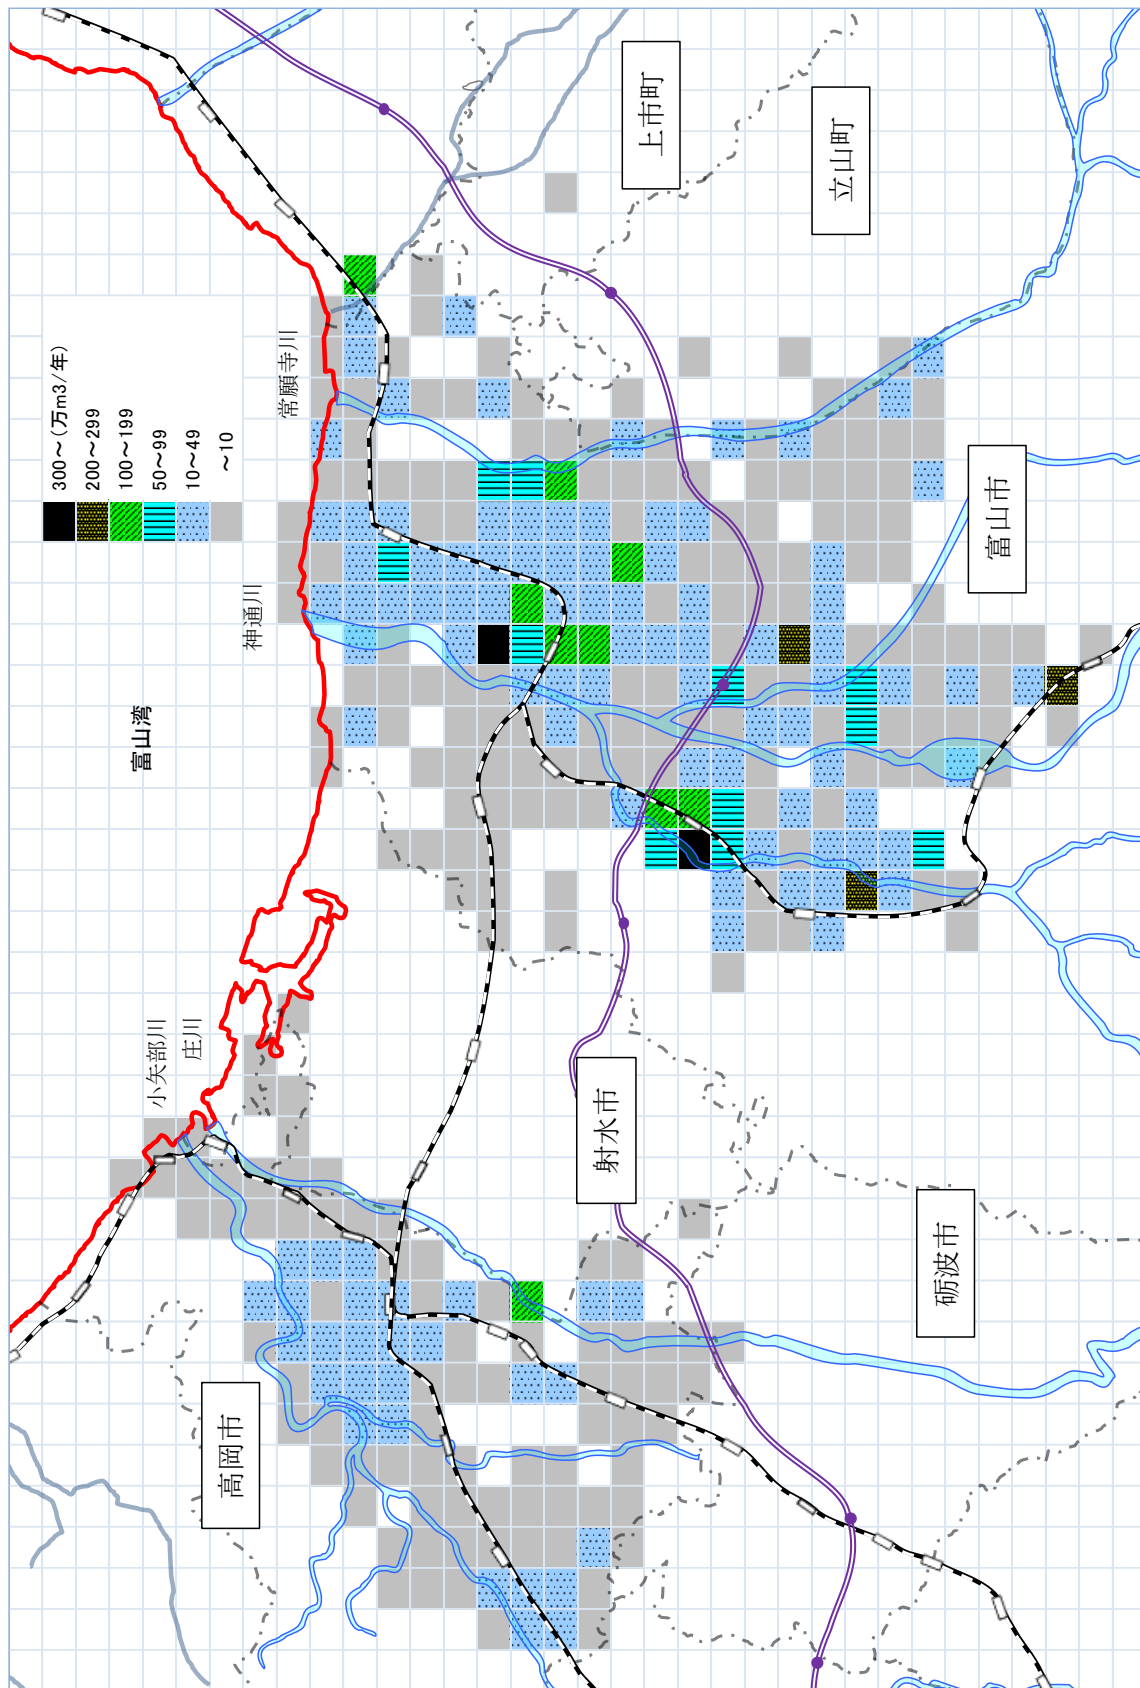 300～(万m3/年)
200～299
100～199
50～99
10～49
～10
富山湾
小矢部川
庄川
神通川
常願寺川
高岡市
射水市
砺波市
富山市
上市町
立山町